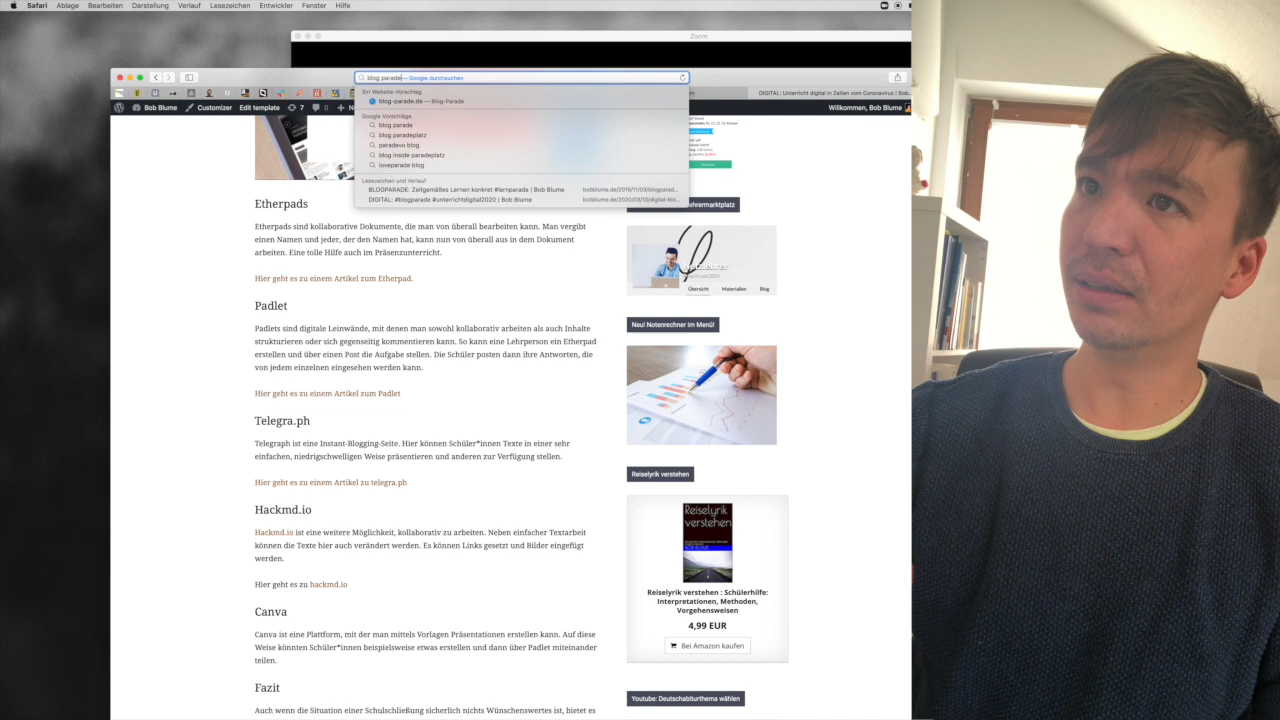 Safari Ablage Bearbeiten Darstellung Verlauf Lesezeichen Entwickler Fenster Hilfe
Zoom
blog parade — Google durchsuchen
DIGITAL: Unterricht digital in Zeiten vom Coronavirus | Bob...
Bob Blume Customizer Edit template 7 0 N
Willkommen, Bob Blume
Siri Website-Vorschlag
blog-parade.de — Blog-Parade
Google Vorschläge
blog parade
blog paradeplatz
paradevo blog
blog inside paradeplatz
loveparade blog
Lesezeichen und Verlauf
BLOGPARADE: Zeitgemäßes Lernen konkret #lernparade | Bob Blume bobblume.de/2019/11/03/blogparad...
DIGITAL: #blogparade #unterrichtdigital2020 | Bob Blume bobblume.de/2020/03/13/digital-blo...
Etherpads
Etherpads sind kollaborative Dokumente, die man von überall bearbeiten kann. Man vergibt
einen Namen und jeder, der den Namen hat, kann nun von überall aus in dem Dokument
arbeiten. Eine tolle Hilfe auch im Präsenzunterricht.
Hier geht es zu einem Artikel zum Etherpad.
Padlet
Padlets sind digitale Leinwände, mit denen man sowohl kollaborativ arbeiten als auch Inhalte
strukturieren oder sich gegenseitig kommentieren kann. So kann eine Lehrperson ein Etherpad
erstellen und über einen Post die Aufgabe stellen. Die Schüler posten dann ihre Antworten, die
von jedem einzelnen eingesehen werden kann.
Hier geht es zu einem Artikel zum Padlet
Telegra.ph
Telegraph ist eine Instant-Blogging-Seite. Hier können Schüler*innen Texte in einer sehr
einfachen, niedrigschwelligen Weise präsentieren und anderen zur Verfügung stellen.
Hier geht es zu einem Artikel zu telegra.ph
Hackmd.io
Hackmd.io ist eine weitere Möglichkeit, kollaborativ zu arbeiten. Neben einfacher Textarbeit
können die Texte hier auch verändert werden. Es können Links gesetzt und Bilder eingefügt
werden.
Hier geht es zu hackmd.io
Canva
Canva ist eine Plattform, mit der man mittels Vorlagen Präsentationen erstellen kann. Auf diese
Weise könnten Schüler*innen beispielsweise etwas erstellen und dann über Padlet miteinander
teilen.
Fazit
Auch wenn die Situation einer Schulschließung sicherlich nichts Wünschenswertes ist, bietet es
ehrermarktplatz
Netzlehrer
Übersicht Materialien Blog
Neu! Notenrechner im Menü!
Reiselyrik verstehen
Reiselyrik
verstehen
BOB BLUME
Reiselyrik verstehen : Schülerhilfe:
Interpretationen, Methoden,
Vorgehensweisen
4,99 EUR
Bei Amazon kaufen
Youtube: Deutschabiturthema wählen